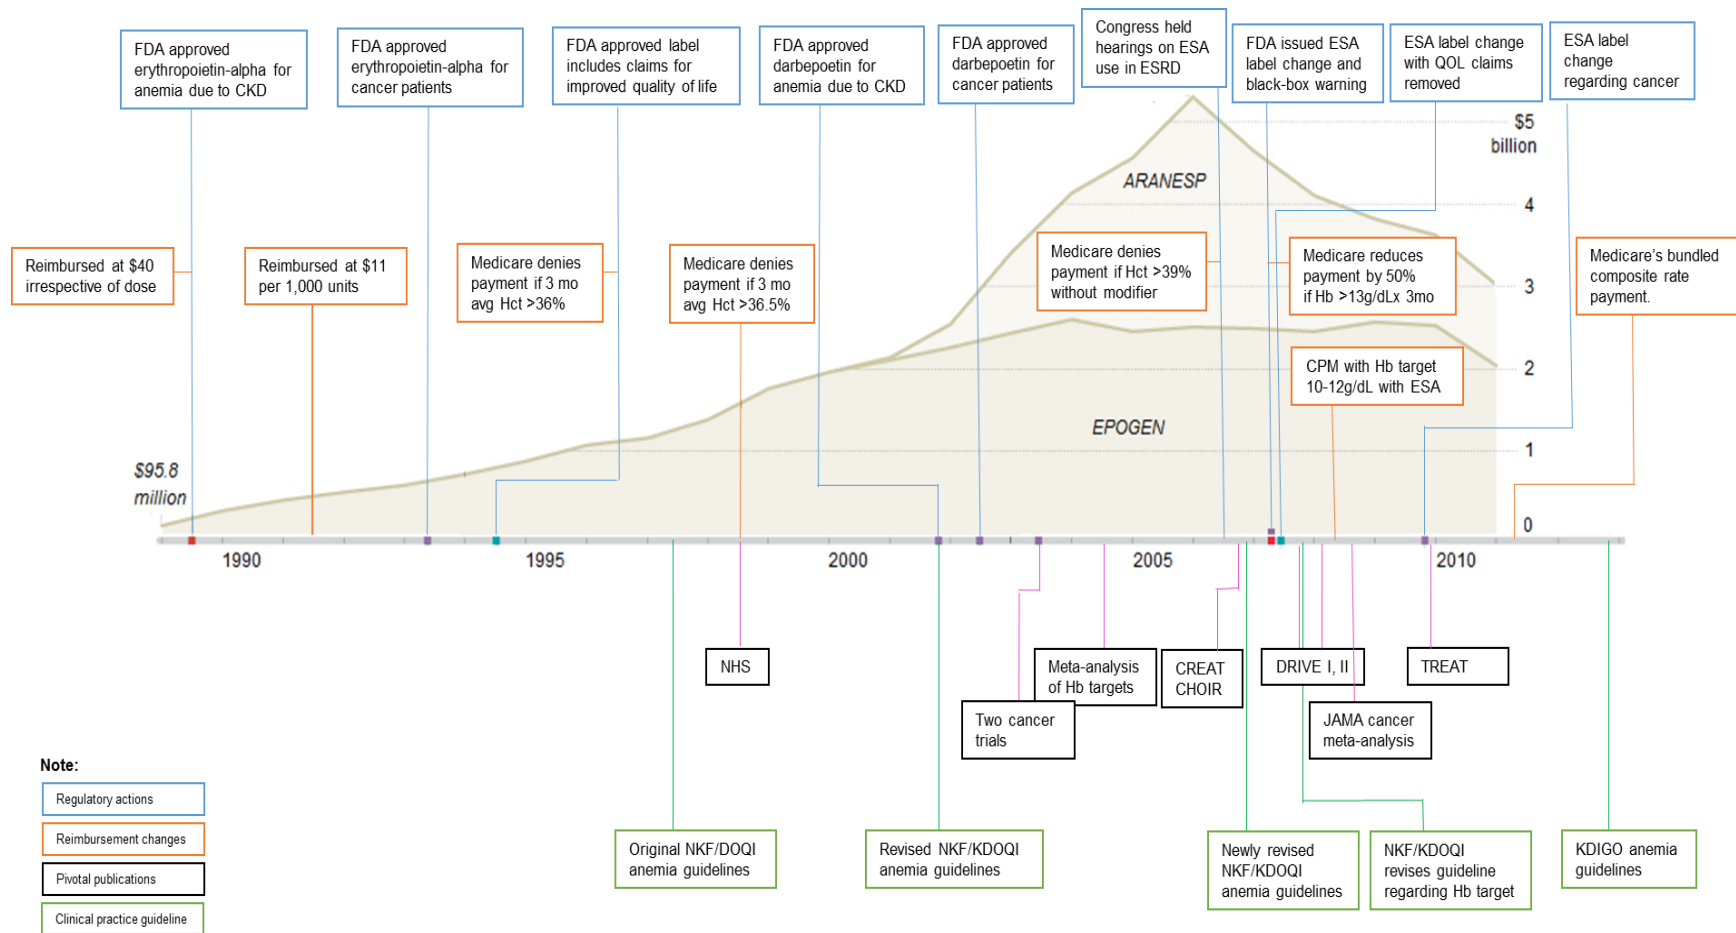 FDA approved
erythropoietin-alpha for
anemia due to CKD
FDA approved
erythropoietin-alpha for
cancer patients
FDA approved label
includes claims for
improved quality of life
FDA approved
darbepoetin for
anemia due to CKD
FDA approved
darbepoetin for
cancer patients
Congress held
hearings on ESA
use in ESRD
FDA issued ESA
label change and
black-box warning
ESA label change
with QOL claims
removed
ESA label
change
regarding cancer
$5
billion
ARANESP
4
Reimbursed at $40
irrespective of dose
Reimbursed at $11
per 1,000 units
Medicare denies
payment if 3 mo
avg Hct >36%
Medicare denies
payment if 3 mo
avg Hct >36.5%
Medicare denies
payment if Hct >39%
without modifier
Medicare reduces
payment by 50%
if Hb >13g/dLx 3mo
Medicare’s bundled
composite rate
payment.
3
2
CPM with Hb target
10-12g/dL with ESA
EPOGEN
1
$95.8
million
0
1990
1995
2000
2005
2010
NHS
Meta-analysis
of Hb targets
CREAT
CHOIR
DRIVE I, II
TREAT
Two cancer
trials
JAMA cancer
meta-analysis
Note:
Regulatory actions
Reimbursement changes
Pivotal publications
Clinical practice guideline
Original NKF/DOQI
anemia guidelines
Revised NKF/KDOQI
anemia guidelines
Newly revised
NKF/KDOQI
anemia guidelines
NKF/KDOQI
revises guideline
regarding Hb target
KDIGO anemia
guidelines